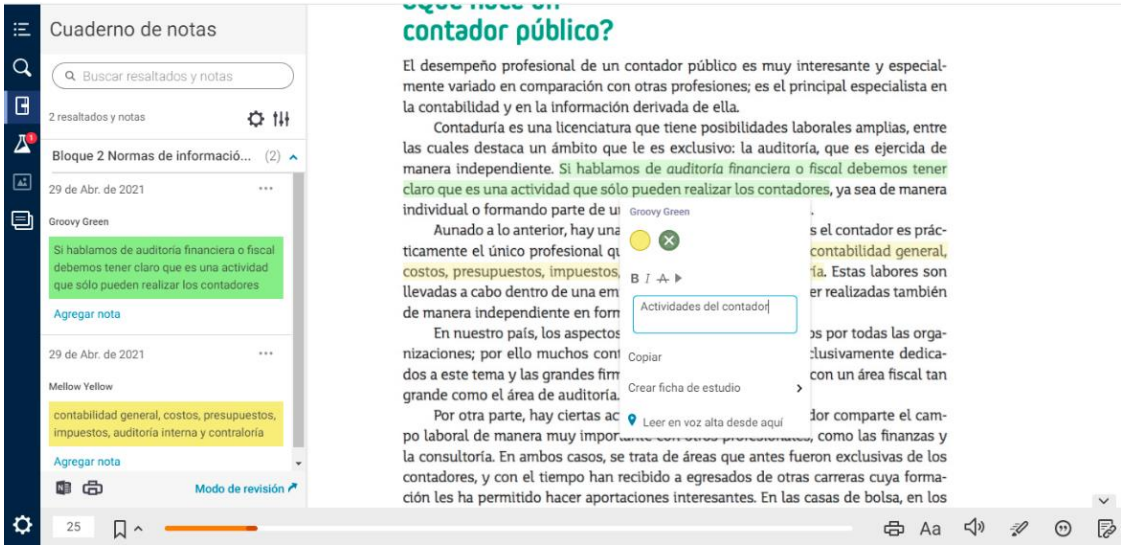 Cuaderno de notas
Buscar resaltados y notas
2 resaltados y notas
Bloque 2 Normas de informació... (2)
29 de Abr. de 2021
Groovy Green
Si hablamos de auditoría financiera o fiscal
debemos tener claro que es una actividad
que sólo pueden realizar los contadores
Agregar nota
29 de Abr. de 2021
Mellow Yellow
contabilidad general, costos, presupuestos,
impuestos, auditoría interna y contraloría
Agregar nota
Modo de revisión
1
contador público?
El desempeño profesional de un contador público es muy interesante y especial-
mente variado en comparación con otras profesiones; es el principal especialista en
la contabilidad y en la información derivada de ella.
Contaduría es una licenciatura que tiene posibilidades laborales amplias, entre
las cuales destaca un ámbito que le es exclusivo: la auditoría, que es ejercida de
manera independiente. Si hablamos de auditoría financiera o fiscal debemos tener
claro que es una actividad que sólo pueden realizar los contadores, ya sea de manera
individual o formando parte de
Aunado a lo anterior, hay una s el contador es prác-
ticamente el único profesional contabilidad general,
costos, presupuestos, impuestos, ía. Estas labores son
llevadas a cabo dentro de una em er realizadas también
de manera independiente en form
En nuestro país, los aspectos os por todas las orga-
nizaciones; por ello muchos con clusivamente dedica-
dos a este tema y las grandes firm con un área fiscal tan
grande como el área de auditoría.
Por otra parte, hay ciertas ac dor comparte el cam-
po laboral de manera muy importante con otros profesionales, como las finanzas y
la consultoría. En ambos casos, se trata de áreas que antes fueron exclusivas de los
contadores, y con el tiempo han recibido a egresados de otras carreras cuya forma-
ción les ha permitido hacer aportaciones interesantes. En las casas de bolsa, en los
Groovy Green
B I A
Actividades del contador
Copiar
Crear ficha de estudio
Leer en voz alta desde aquí
25
Aa